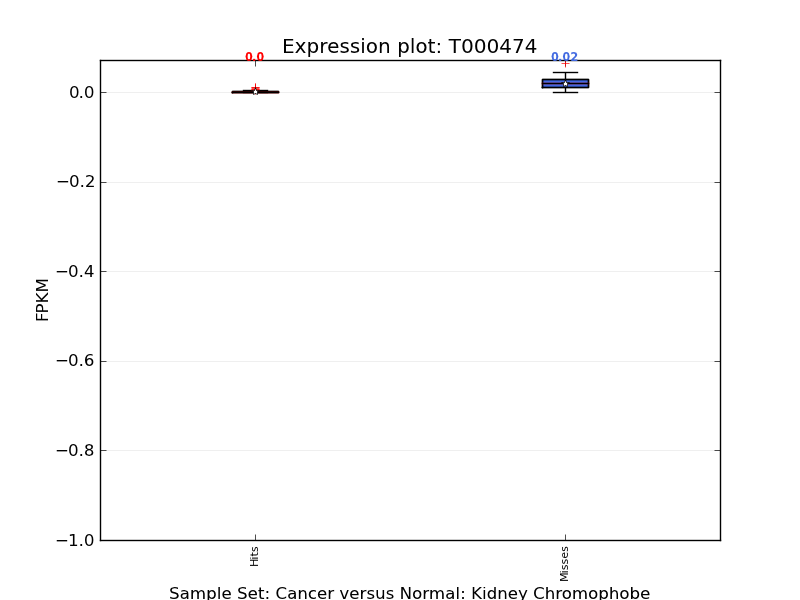 Expression plot: T000474
0.0
0.02
0.0
−0.2
−0.4
−0.6
−0.8
−1.0
FPKM
Hits
Misses
Sample Set: Cancer versus Normal: Kidney Chromophobe